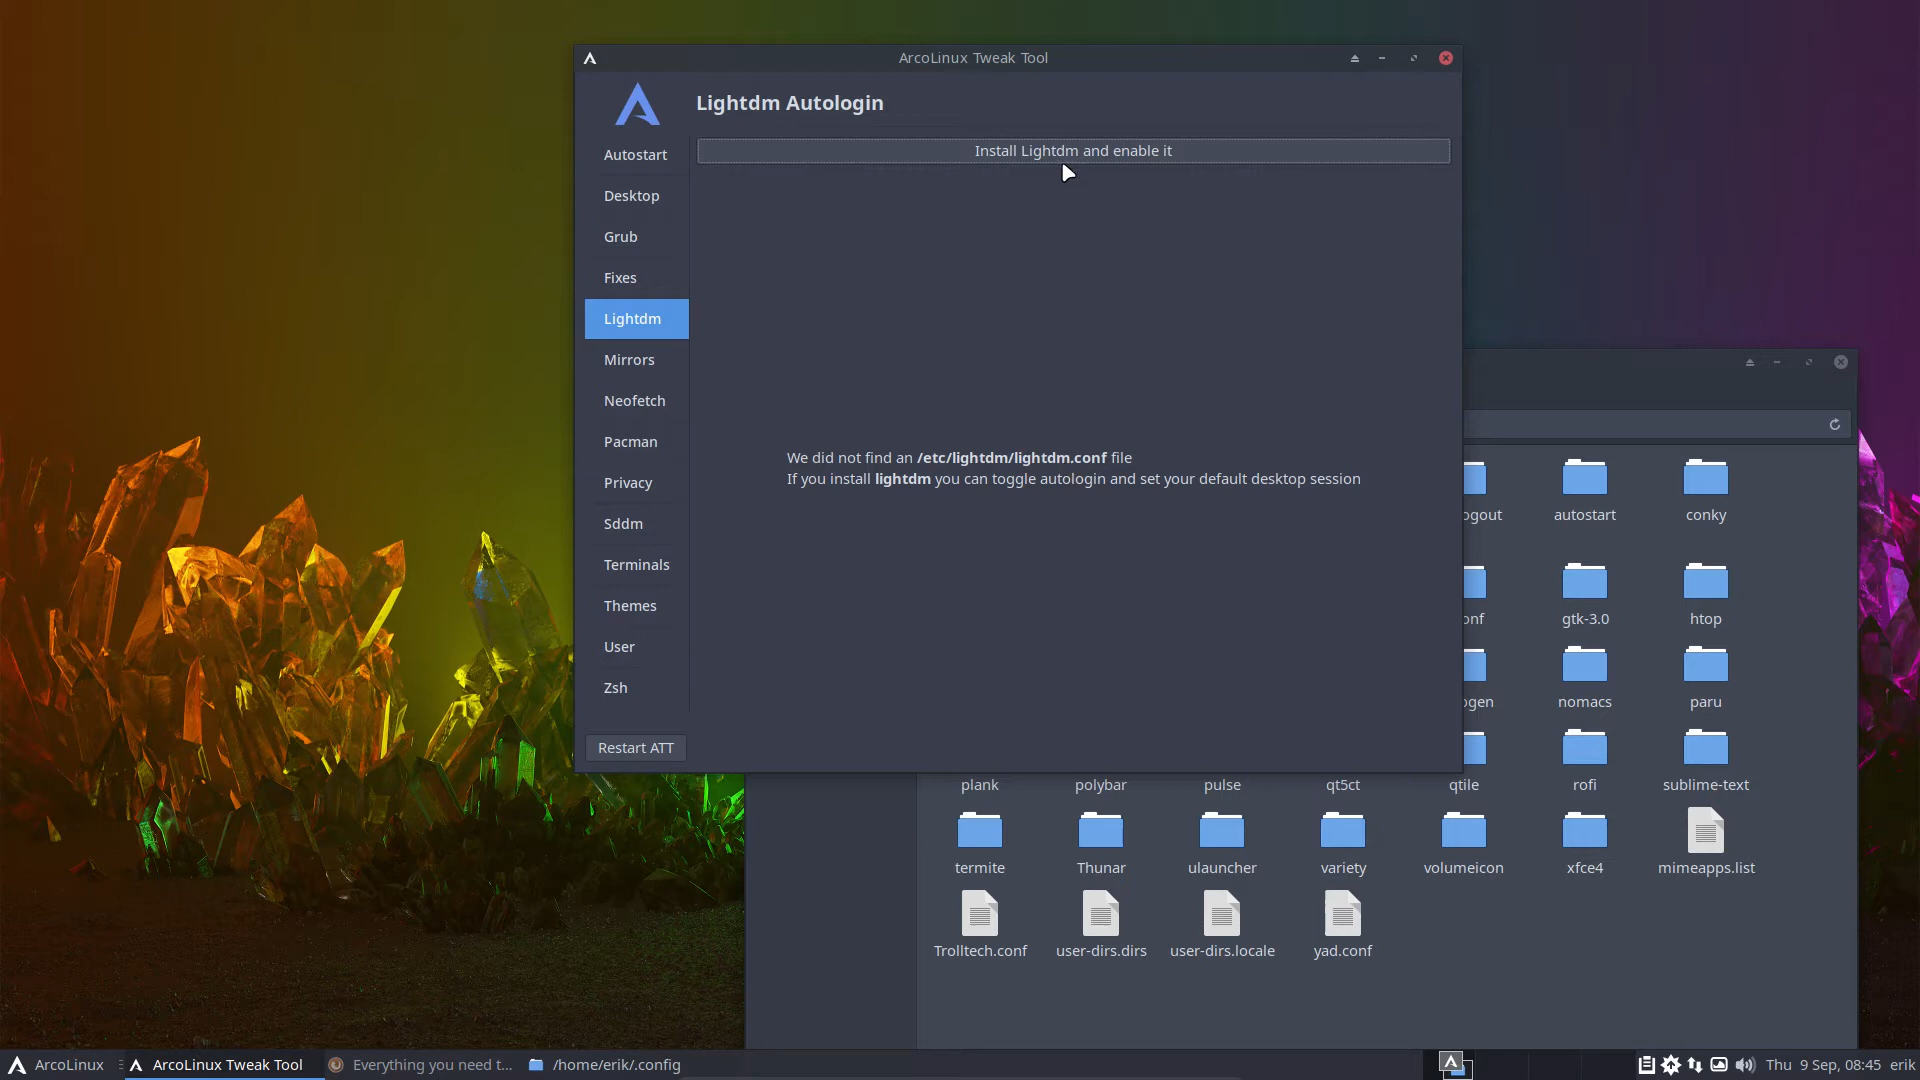 ArcoLinux Tweak Tool
Lightdm Autologin
Install Lightdm and enable it
Autostart
Desktop
Grub
Fixes
Lightdm
Mirrors
Neofetch
Pacman
Privacy
Sddm
Terminals
Themes
User
Zsh
Restart ATT
We did not find an /etc/lightdm/lightdm.conf file
If you install lightdm you can toggle autologin and set your default desktop session
ogout autostart conky
onf gtk-3.0 htop
ogen nomacs paru
plank polybar pulse qt5ct qtile rofi sublime-text
termite Thunar ulauncher variety volumeicon xfce4 mimeapps.list
Trolltech.conf user-dirs.dirs user-dirs.locale yad.conf
ArcoLinux ArcoLinux Tweak Tool Everything you need t... /home/erik/.config Thu 9 Sep, 08:45 erik